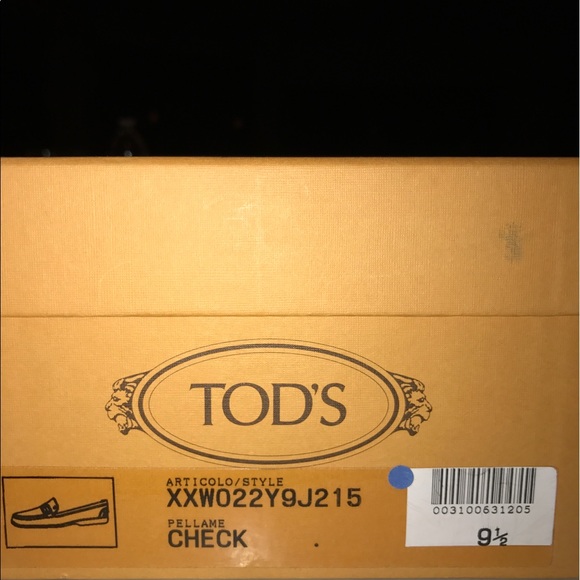 TOD'S
ARTICOLO/STYLE
XXW022Y9J215
PELLAME
CHECK .
003100631205
9½